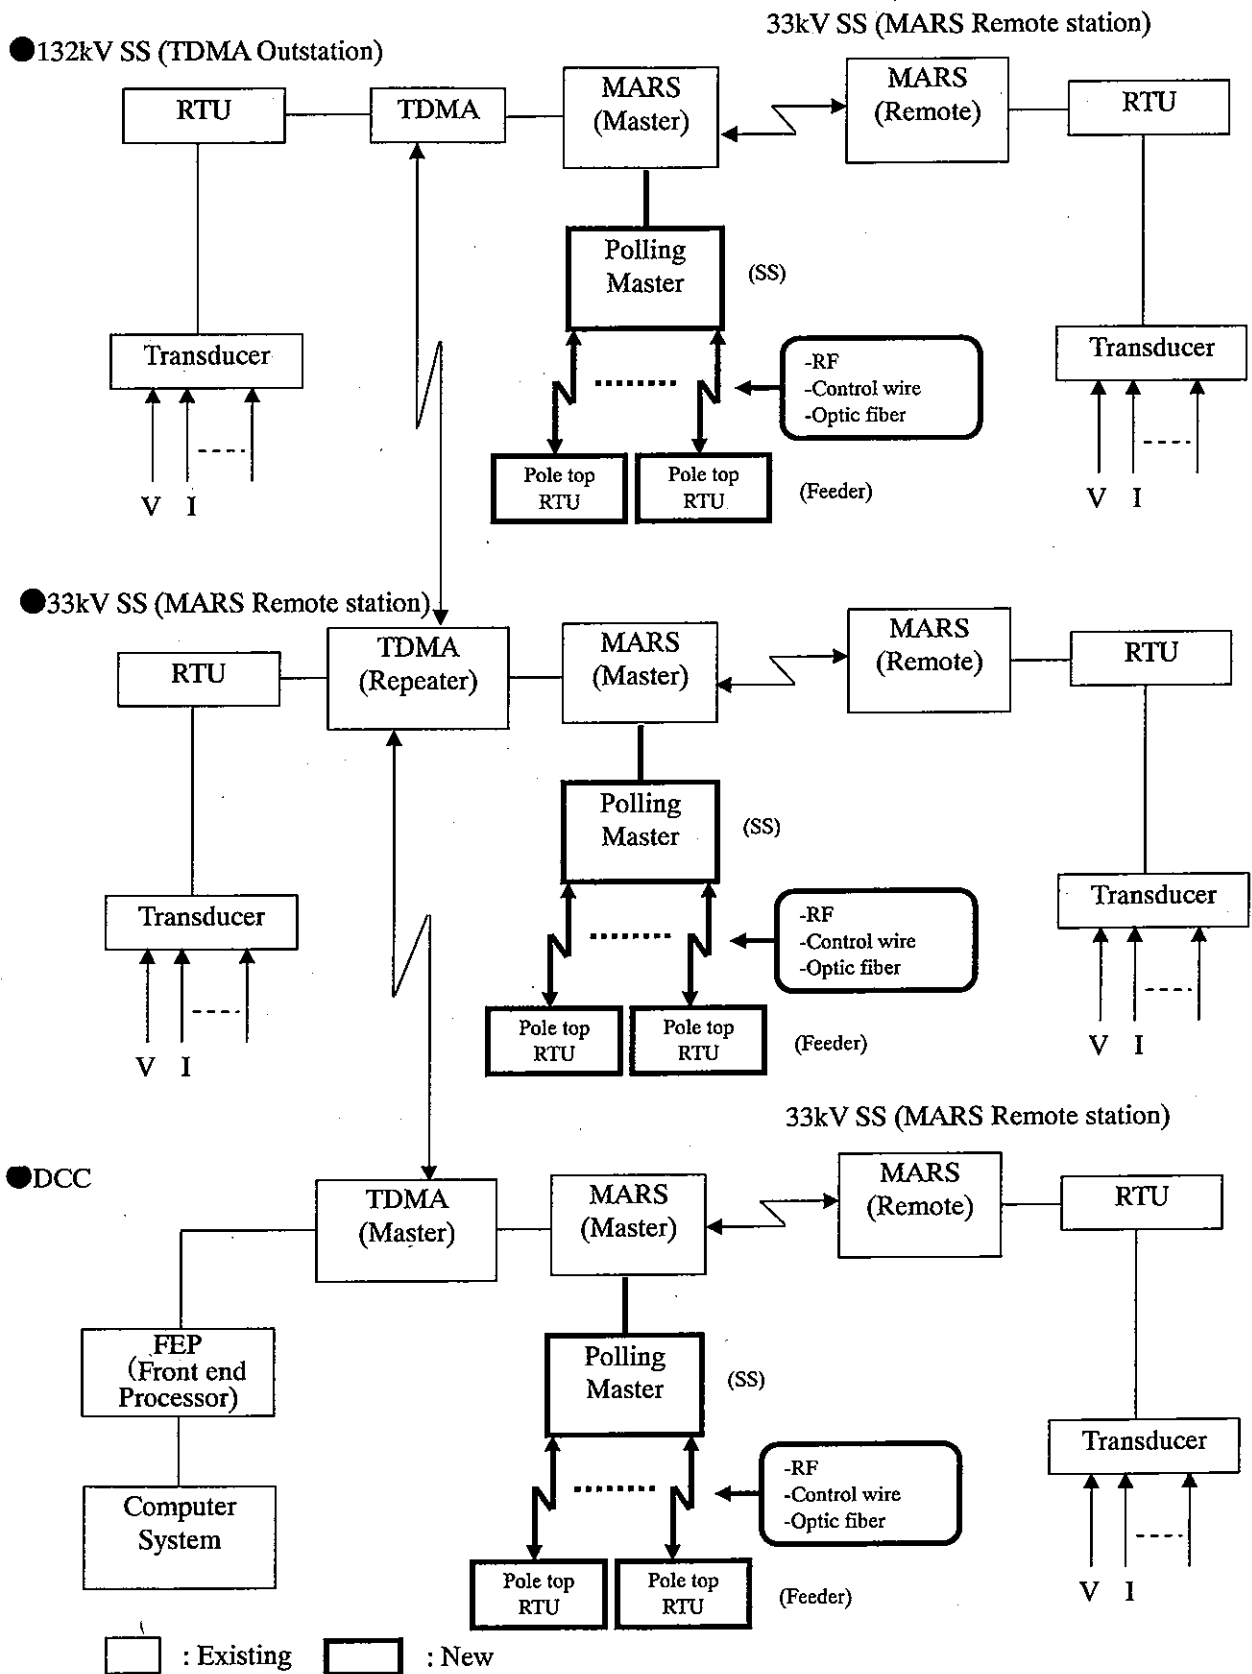 33kV SS (MARS Remote station)
●132kV SS (TDMA Outstation)
RTU
TDMA
MARS
(Master)
MARS
(Remote)
RTU
Polling
Master
(SS)
Transducer
-RF
-Control wire
-Optic fiber
Transducer
Pole top
RTU
Pole top
RTU
(Feeder)
V I
V I
●33kV SS (MARS Remote station)
RTU
TDMA
(Repeater)
MARS
(Master)
MARS
(Remote)
RTU
Polling
Master
(SS)
Transducer
-RF
-Control wire
-Optic fiber
Transducer
Pole top
RTU
Pole top
RTU
(Feeder)
V I
V I
33kV SS (MARS Remote station)
●DCC
TDMA
(Master)
MARS
(Master)
MARS
(Remote)
RTU
FEP
(Front end
Processor)
Polling
Master
(SS)
Transducer
Computer
System
-RF
-Control wire
-Optic fiber
Pole top
RTU
Pole top
RTU
(Feeder)
V I
: Existing
: New